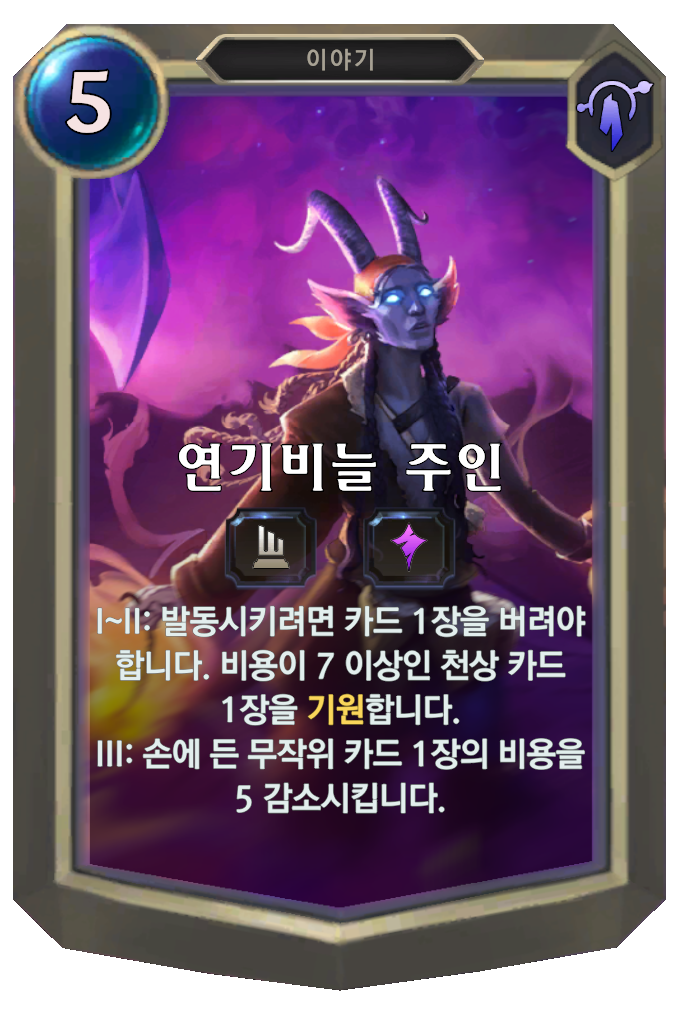 이야기
5
연기비늘 주인
I~II: 발동시키려면 카드 1장을 버려야
합니다. 비용이 7 이상인 천상 카드
1장을 기원합니다.
III: 손에 든 무작위 카드 1장의 비용을
5 감소시킵니다.